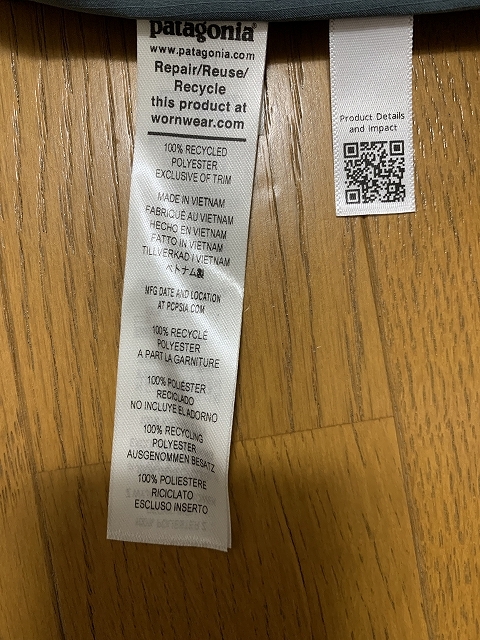 patagonia®
www.patagonia.com
Repair/Reuse/
Recycle
this product at
wornwear.com
100% RECYCLED
POLYESTER
EXCLUSIVE OF TRIM
MADE IN VIETNAM
FABRIQUÉ AU VIETNAM
HECHO EN VIETNAM
FATTO IN VIETNAM
TILLVERKAD I VIETNAM
ベトナム製
MFG DATE AND LOCATION
AT PCPSIA.COM
100% RECYCLÉ
POLYESTER
A PART LA GARNITURE
100% POLIÉSTER
RECICLADO
NO INCLUYE EL ADORNO
100% RECYCLING
POLYESTER
AUSGENOMMEN BESATZ
100% POLIESTERE
RICICLATO
ESCLUSO INSERTO
Product Details
and Impact